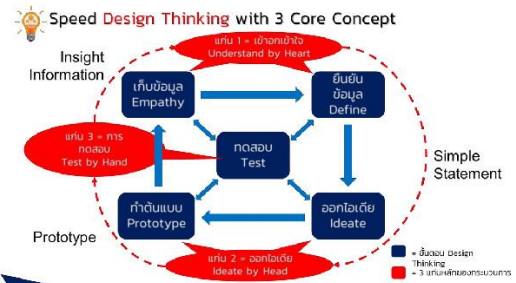 Speed Design Thinking with 3 Core Concept
แก่น 1 = เข้าอกเข้าใจ
Understand by Heart
Insight
Information
เก็บข้อมูล
Empathy
ยืนยัน
ข้อมูล
Define
แก่น 3 = การ
ทดสอบ
Test by Hand
ทดสอบ
Test
Simple
Statement
ทำต้นแบบ
Prototype
ออกไอเดีย
Ideate
Prototype
แก่น 2 = ออกไอเดีย
Ideate by Head
= ขั้นตอน Design
Thinking
= 3 แก่นหลักของกระบวนการ